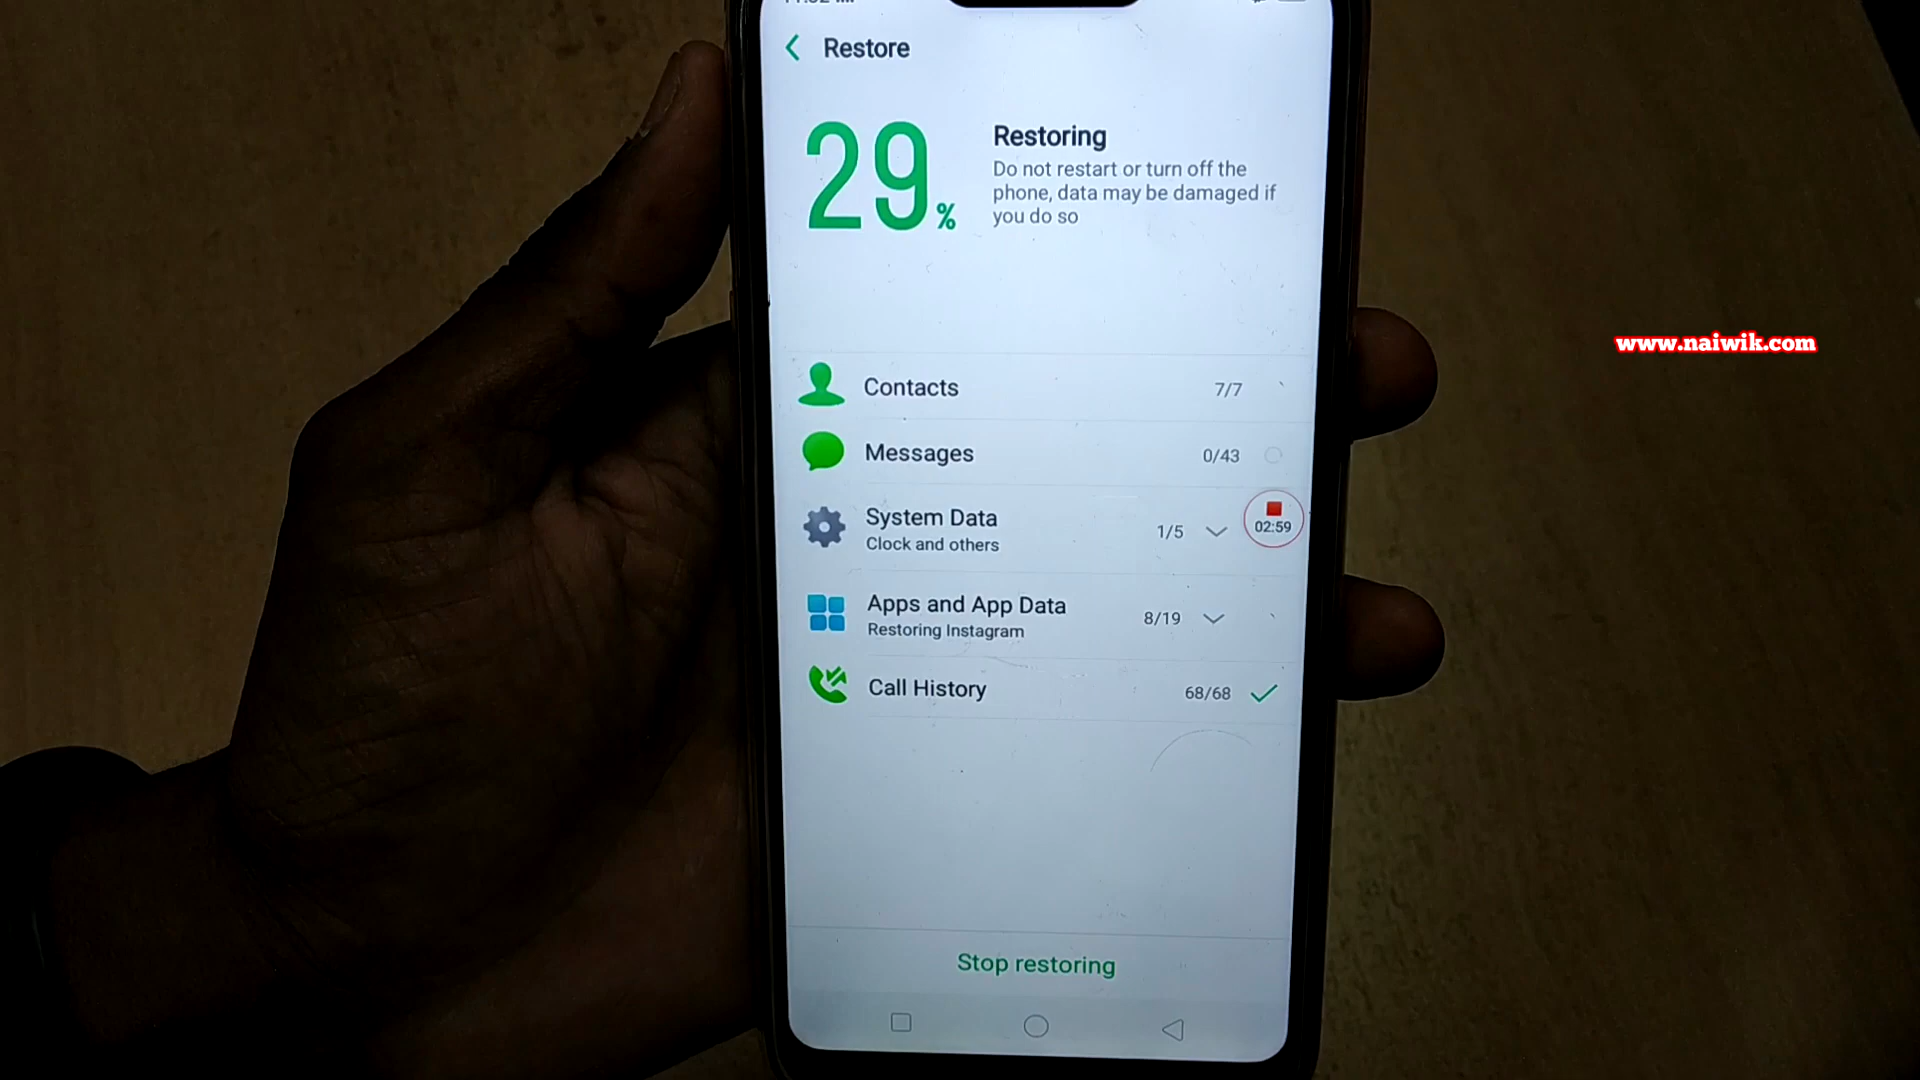 Restore
29%
Restoring
Do not restart or turn off the
phone, data may be damaged if
you do so
www.naiwik.com
Contacts 7/7
Messages 0/43
System Data 1/5
Clock and others
02:59
Apps and App Data 8/19
Restoring Instagram
Call History 68/68
Stop restoring